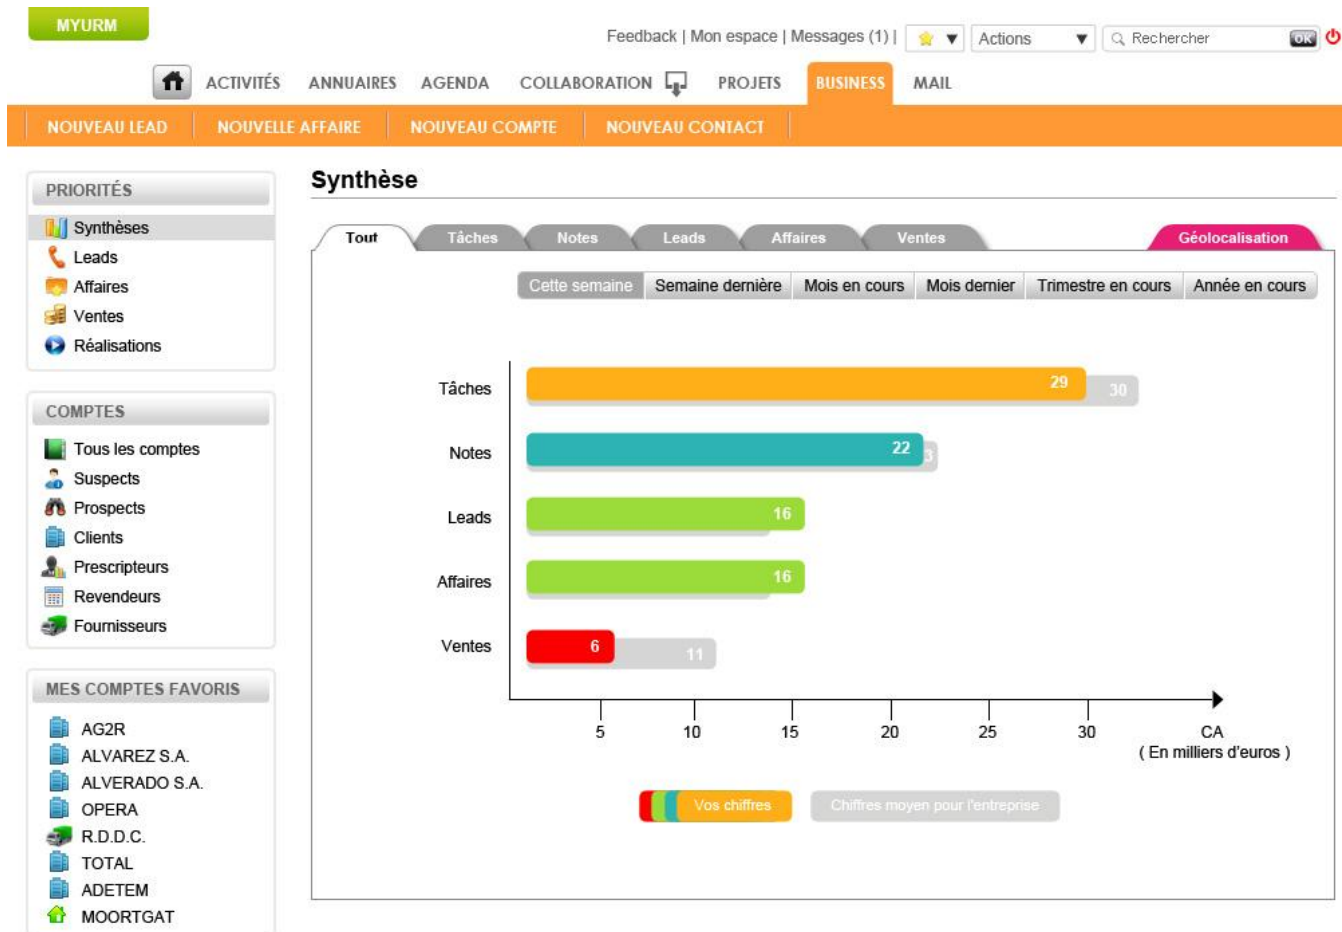 MYURM
Feedback | Mon espace | Messages (1) |
Actions
Rechercher
OK
ACTIVITÉS ANNUAIRES AGENDA COLLABORATION PROJETS BUSINESS MAIL
NOUVEAU LEAD NOUVELLE AFFAIRE NOUVEAU COMPTE NOUVEAU CONTACT
PRIORITÉS
Synthèses
Leads
Affaires
Ventes
Réalisations
COMPTES
Tous les comptes
Suspects
Prospects
Clients
Prescripteurs
Revendeurs
Fournisseurs
MES COMPTES FAVORIS
AG2R
ALVAREZ S.A.
ALVERADO S.A.
OPERA
R.D.D.C.
TOTAL
ADETEM
MOORTGAT
Synthèse
Tout Tâches Notes Leads Affaires Ventes Géolocalisation
Cette semaine Semaine dernière Mois en cours Mois dernier Trimestre en cours Année en cours
Tâches 29 30
Notes 22 3
Leads 16
Affaires 16
Ventes 6 11
5 10 15 20 25 30 CA
( En milliers d'euros )
Vos chiffres Chiffres moyen pour l'entreprise